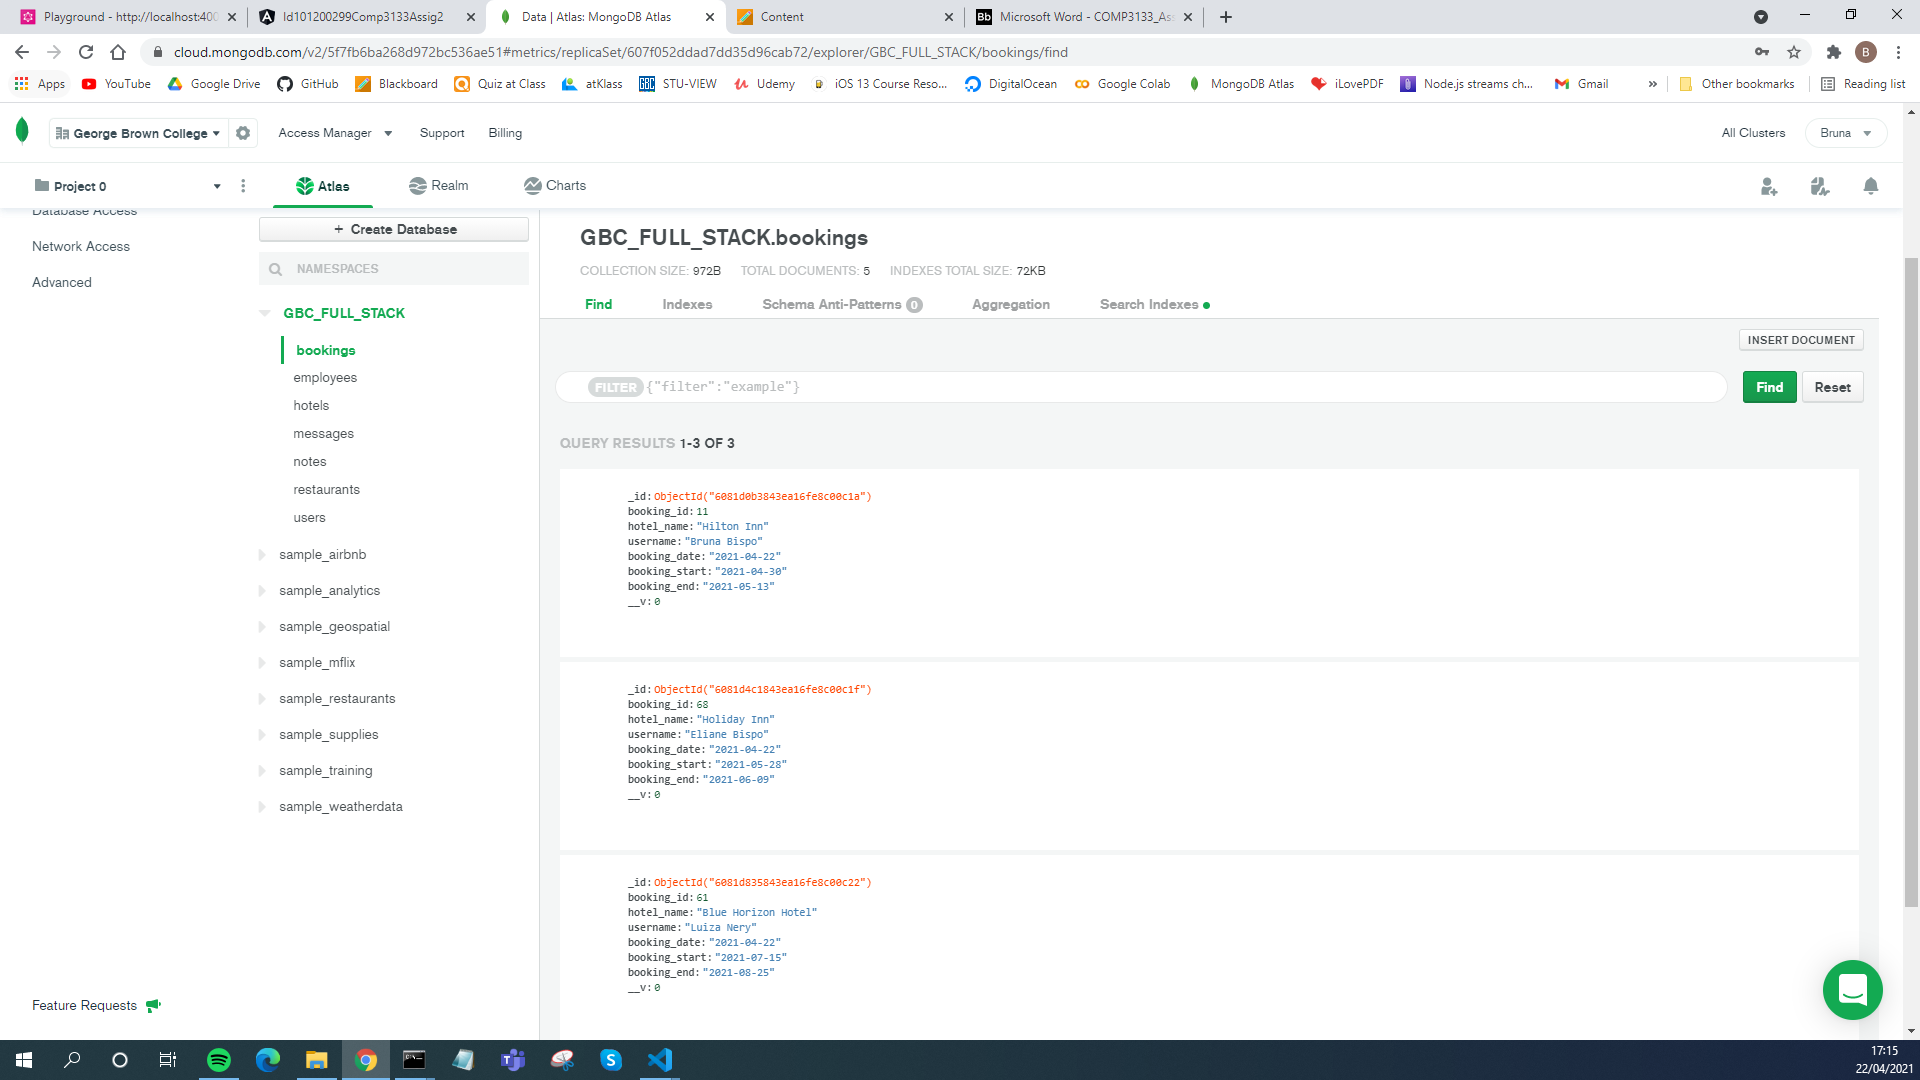 Playground - http://localhost:400
Id101200299Comp3133Assig2
Data | Atlas: MongoDB Atlas
Content
Bb Microsoft Word - COMP3133_As
cloud.mongodb.com/v2/5f7fb6ba268d972bc536ae51#metrics/replicaSet/607f052ddad7dd35d96cab72/explorer/GBC_FULL_STACK/bookings/find
B
Apps YouTube Google Drive GitHub Blackboard Quiz at Class atKlass GBC STU-VIEW Udemy iOS 13 Course Reso... DigitalOcean Google Colab MongoDB Atlas iLovePDF Node.js streams ch... Gmail » Other bookmarks Reading list
George Brown College Access Manager Support Billing All Clusters Bruna
Project 0 Atlas Realm Charts
Database Access
Network Access
Advanced
Feature Requests
+ Create Database
NAMESPACES
GBC_FULL_STACK
bookings
employees
hotels
messages
notes
restaurants
users
sample_airbnb
sample_analytics
sample_geospatial
sample_mflix
sample_restaurants
sample_supplies
sample_training
sample_weatherdata
GBC_FULL_STACK.bookings
COLLECTION SIZE: 972B TOTAL DOCUMENTS: 5 INDEXES TOTAL SIZE: 72KB
Find Indexes Schema Anti-Patterns 0 Aggregation Search Indexes
INSERT DOCUMENT
FILTER {"filter":"example"} Find Reset
QUERY RESULTS 1-3 OF 3
_id: ObjectId("6081d0b3843ea16fe8c00c1a")
booking_id: 11
hotel_name: "Hilton Inn"
username: "Bruna Bispo"
booking_date: "2021-04-22"
booking_start: "2021-04-30"
booking_end: "2021-05-13"
__v: 0
_id: ObjectId("6081d4c1843ea16fe8c00c1f")
booking_id: 68
hotel_name: "Holiday Inn"
username: "Eliane Bispo"
booking_date: "2021-04-22"
booking_start: "2021-05-28"
booking_end: "2021-06-09"
__v: 0
_id: ObjectId("6081d835843ea16fe8c00c22")
booking_id: 61
hotel_name: "Blue Horizon Hotel"
username: "Luiza Nery"
booking_date: "2021-04-22"
booking_start: "2021-07-15"
booking_end: "2021-08-25"
__v: 0
17:15
22/04/2021